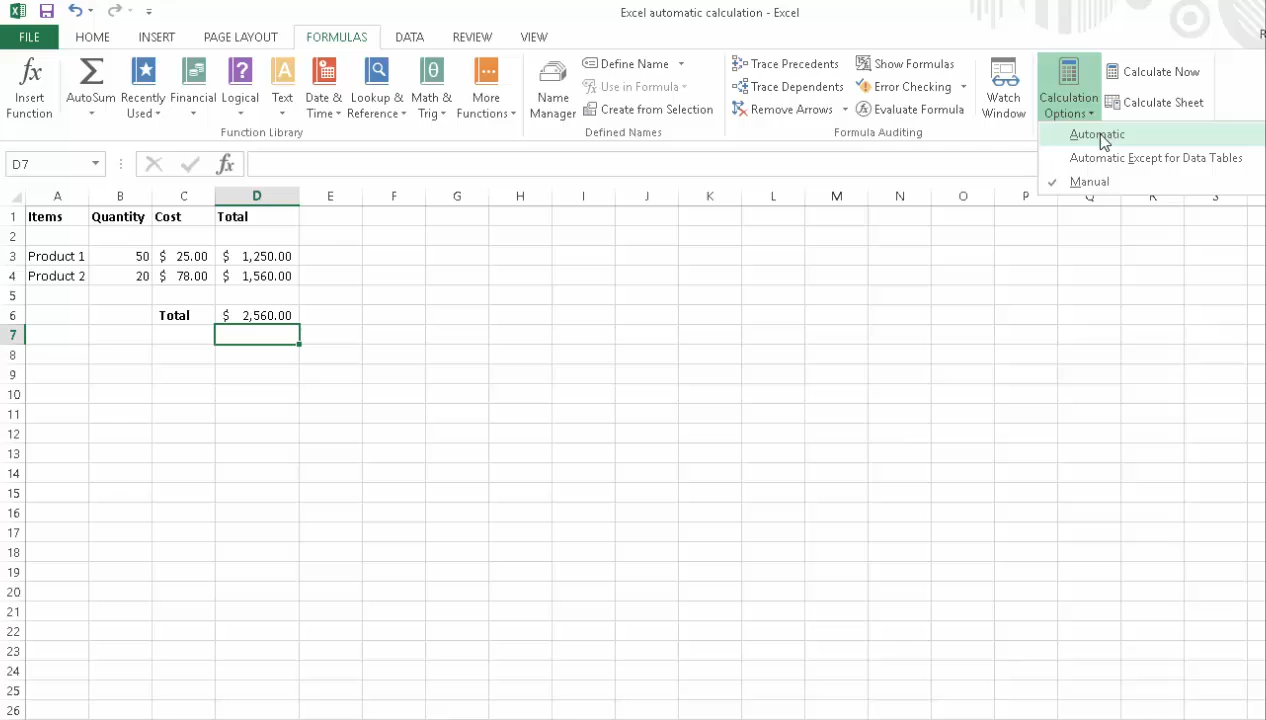 Excel automatic calculation - Excel
FILE HOME INSERT PAGE LAYOUT FORMULAS DATA REVIEW VIEW
fx
Insert
Function
AutoSum
Recently
Used
Financial
Logical
Text
Date &
Time
Lookup &
Reference
Math &
Trig
More
Functions
Function Library
Name
Manager
Define Name
Use in Formula
Create from Selection
Defined Names
Trace Precedents
Trace Dependents
Remove Arrows
Show Formulas
Error Checking
Evaluate Formula
Formula Auditing
Watch
Window
Calculation
Options
Calculate Now
Calculate Sheet
Automatic
Automatic Except for Data Tables
Manual
D7
fx
A B C D E F G H I J K L M N O P Q R S
1 Items Quantity Cost Total
2
3 Product 1 50 $ 25.00 $ 1,250.00
4 Product 2 20 $ 78.00 $ 1,560.00
5
6 Total $ 2,560.00
7
8
9
10
11
12
13
14
15
16
17
18
19
20
21
22
23
24
25
26